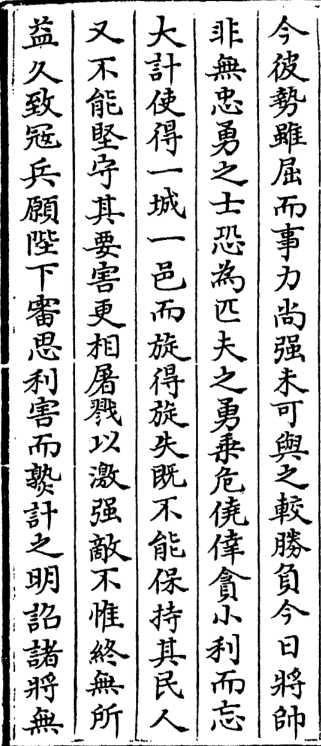 今彼勢雖屈而事力尚强未可與之較勝負今日將帥
非無忠勇之士恐為匹夫之勇乗危僥倖貪小利而忘
大計使得一城一邑而旋得旋失既不能保持其民人
又不能堅守其要害更相屠戮以激强敵不惟終無所
益久致冦兵願陛下審思利害而熟計之明詔諸將無